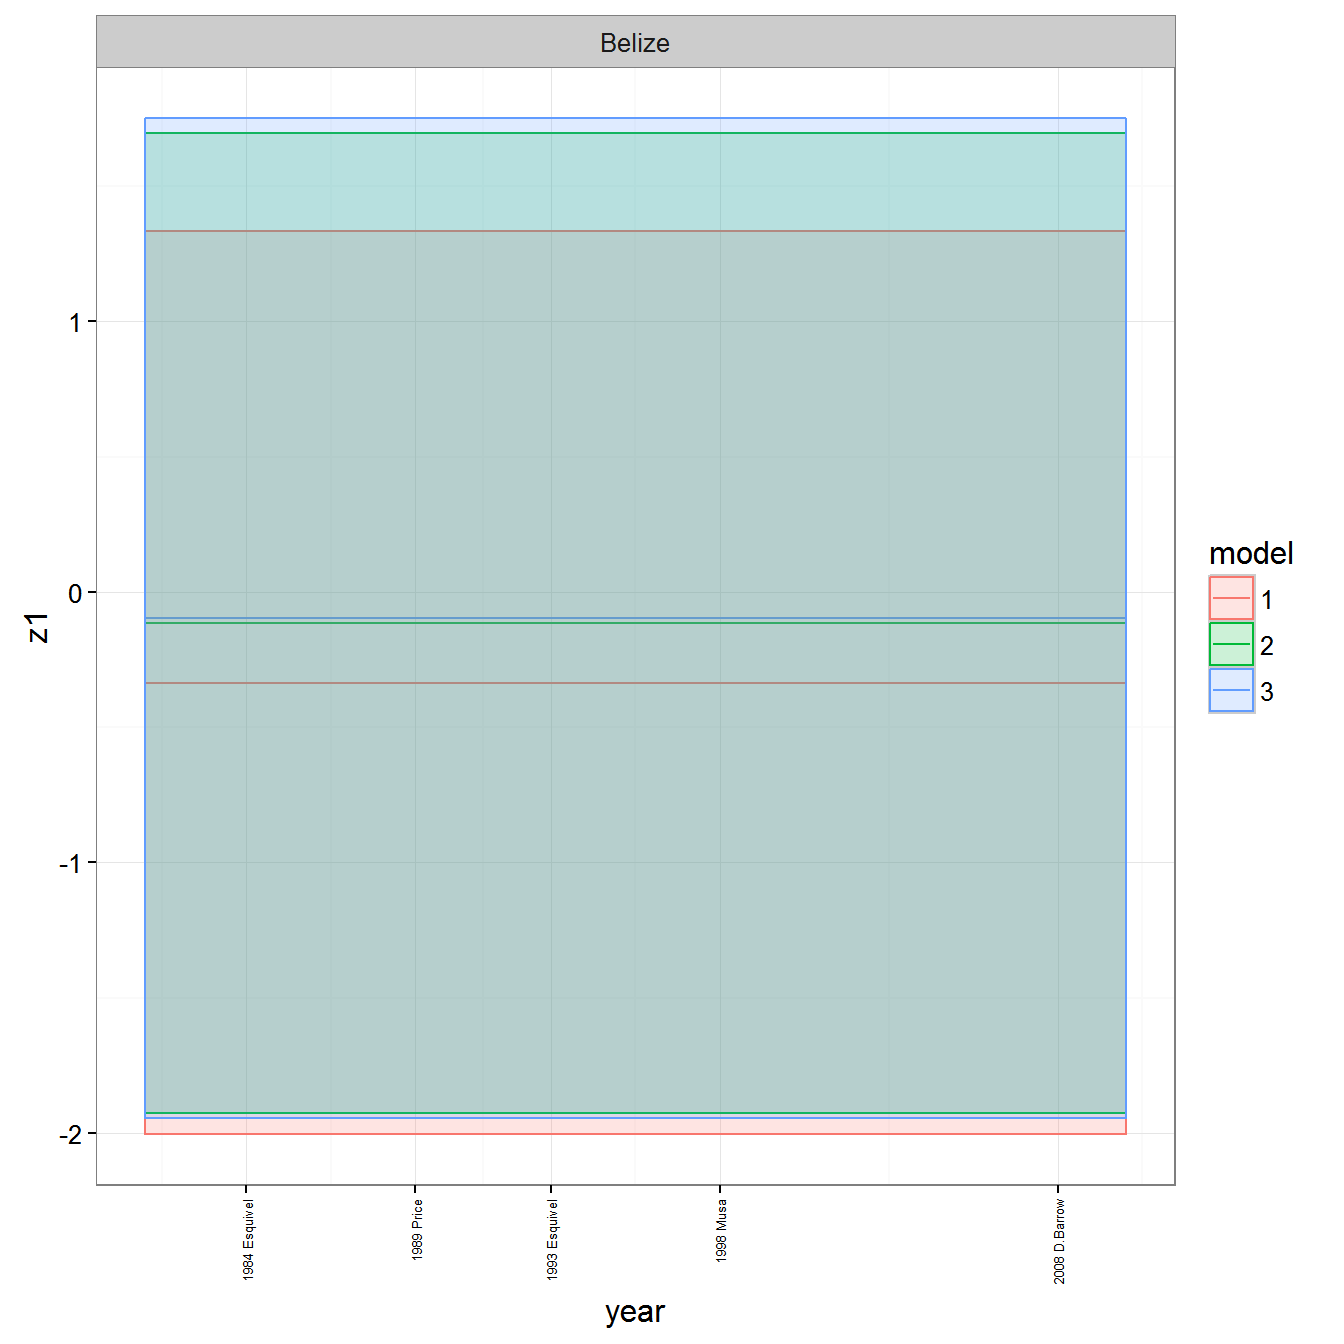 Belize
1
0
-1
-2
z1
1984 Esquivel
1989 Price
1993 Esquivel
1998 Musa
2008 D.Barrow
year
model
1
2
3